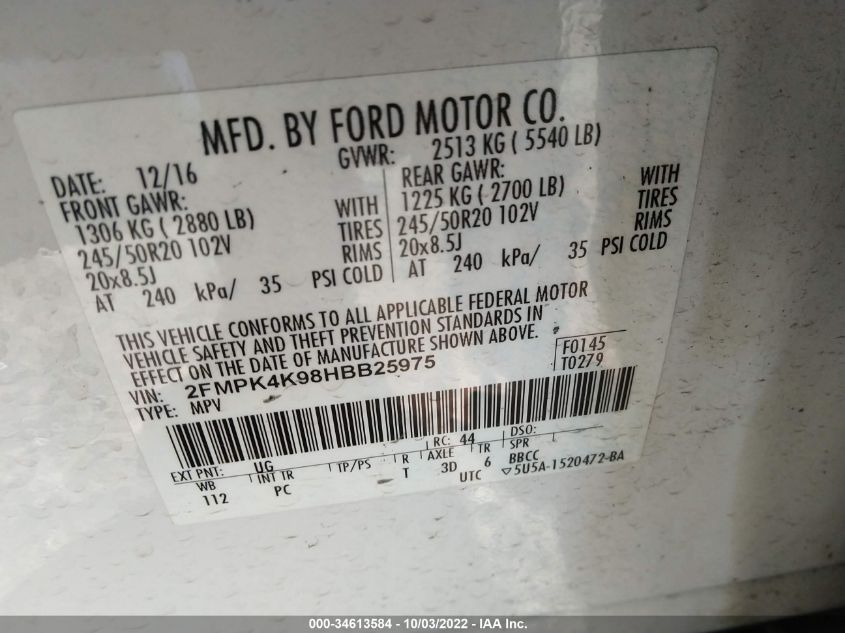 MFD. BY FORD MOTOR CO.
DATE: 12/16 GVWR: 2513 KG ( 5540 LB)
FRONT GAWR: REAR GAWR:
1306 KG ( 2880 LB) WITH 1225 KG ( 2700 LB) WITH
245/50R20 102V TIRES 245/50R20 102V TIRES
20x8.5J RIMS 20x8.5J RIMS
AT 240 kPa/ 35 PSI COLD AT 240 kPa/ 35 PSI COLD
THIS VEHICLE CONFORMS TO ALL APPLICABLE FEDERAL MOTOR
VEHICLE SAFETY AND THEFT PREVENTION STANDARDS IN
EFFECT ON THE DATE OF MANUFACTURE SHOWN ABOVE.
VIN: 2FMPK4K98HBB25975 F0145
TYPE: MPV T0279
EXT PNT: UG RC: 44 DSO:
WB INT TR TP/PS R AXLE TR SPR
112 PC T 3D 6 BBCC
UTC ▽5U5A-1520472-BA
000-34613584 - 10/03/2022 - IAA Inc.